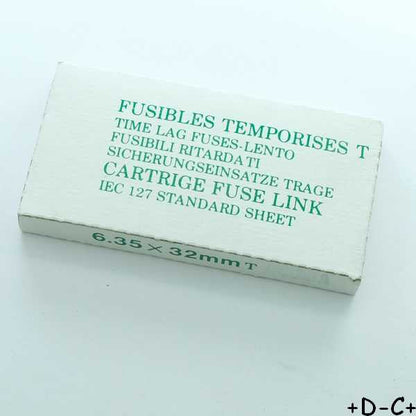 FUSIBLES TEMPORISES T
TIME LAG FUSES-LENTO
FUSIBILI RITARDATI
SICHERUNGSEINSATZE TRAGE
CARTRIGE FUSE LINK
IEC 127 STANDARD SHEET
6.35 × 32mm T
+D-C+